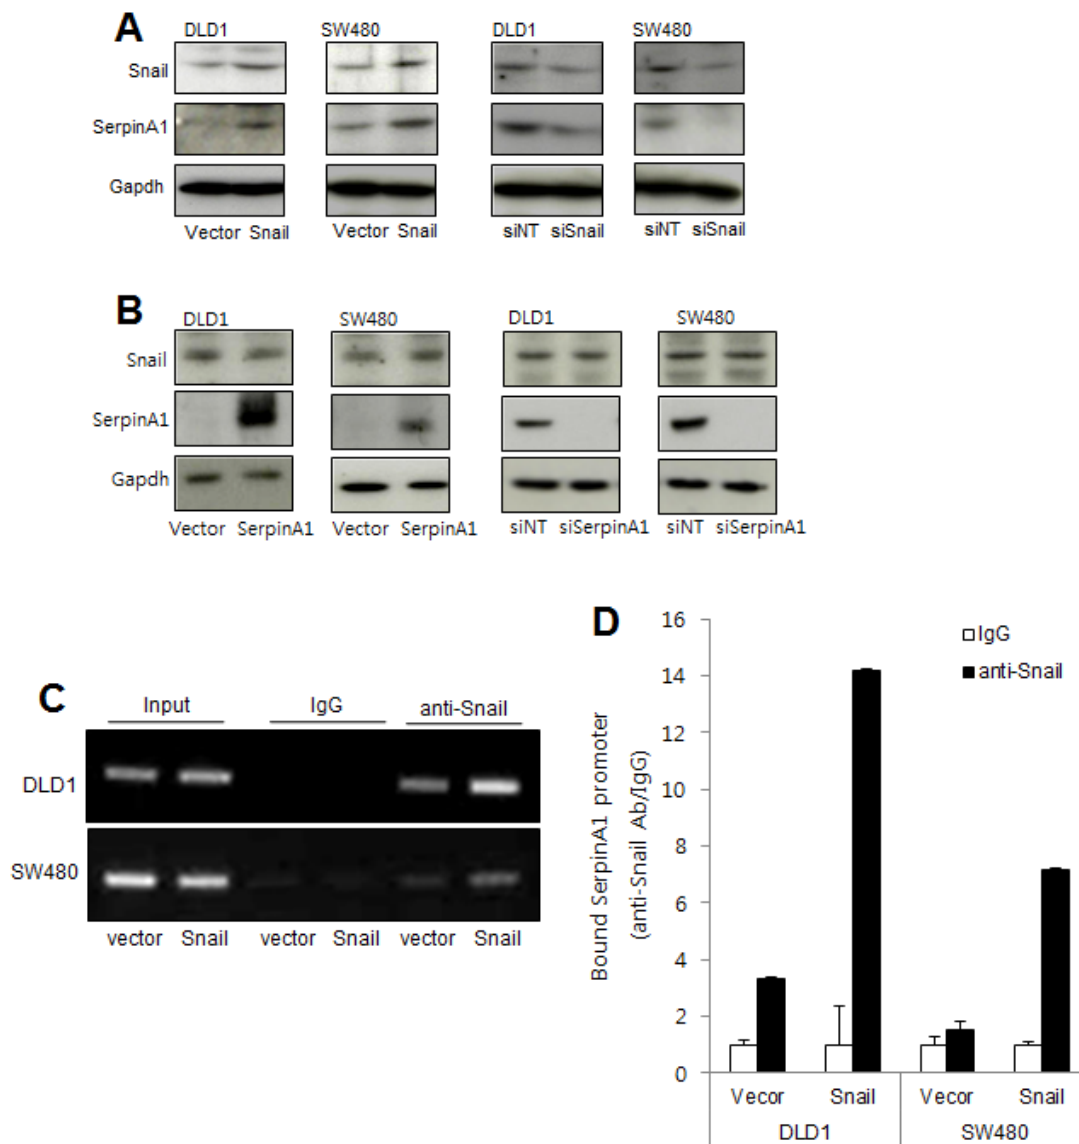 A
DLD1 SW480 DLD1 SW480
Snail
SerpinA1
Gapdh
Vector Snail Vector Snail siNT siSnail siNT siSnail
B
DLD1 SW480 DLD1 SW480
Snail
SerpinA1
Gapdh
Vector SerpinA1 Vector SerpinA1 siNT siSerpinA1 siNT siSerpinA1
C
Input IgG anti-Snail
DLD1
SW480
vector Snail vector Snail vector Snail
D
IgG
anti-Snail
Bound SerpinA1 promoter
(anti-Snail Ab/IgG)
16
14
12
10
8
6
4
2
0
Vecor Snail Vecor Snail
DLD1 SW480